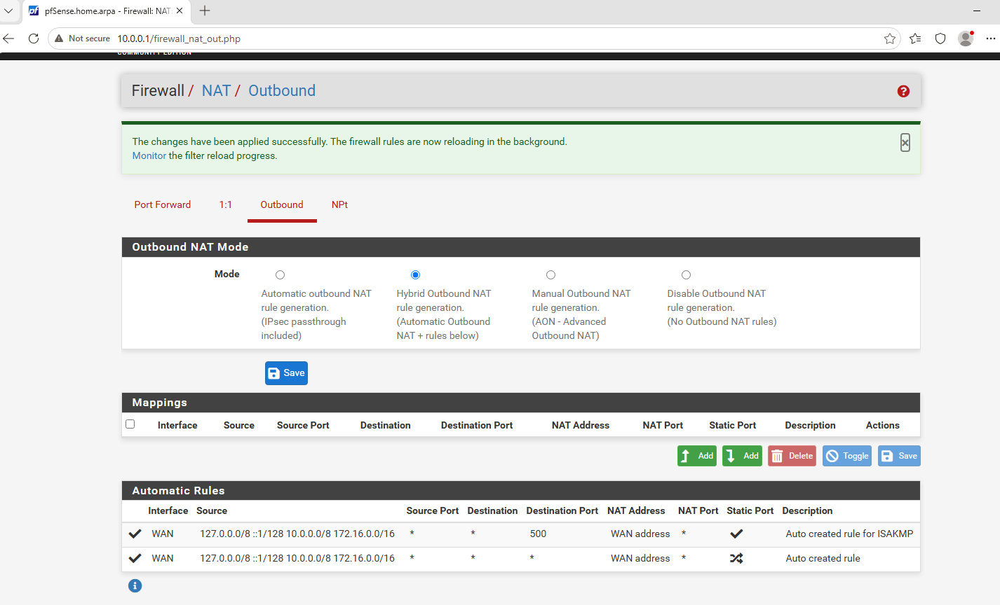 pfSense.home.arpa - Firewall: NAT:
Not secure 10.0.0.1/firewall_nat_out.php
COMMUNITY EDITION
Firewall / NAT / Outbound
The changes have been applied successfully. The firewall rules are now reloading in the background.
Monitor the filter reload progress.
Port Forward 1:1 Outbound NPt
Outbound NAT Mode
Mode
Automatic outbound NAT
rule generation.
(IPsec passthrough
included)
Hybrid Outbound NAT
rule generation.
(Automatic Outbound
NAT + rules below)
Manual Outbound NAT
rule generation.
(AON - Advanced
Outbound NAT)
Disable Outbound NAT
rule generation.
(No Outbound NAT rules)
Save
Mappings
Interface Source Source Port Destination Destination Port NAT Address NAT Port Static Port Description Actions
Add Add Delete Toggle Save
Automatic Rules
Interface Source Source Port Destination Destination Port NAT Address NAT Port Static Port Description
WAN 127.0.0.0/8 ::1/128 10.0.0.0/8 172.16.0.0/16 * * 500 WAN address * Auto created rule for ISAKMP
WAN 127.0.0.0/8 ::1/128 10.0.0.0/8 172.16.0.0/16 * * * WAN address * Auto created rule